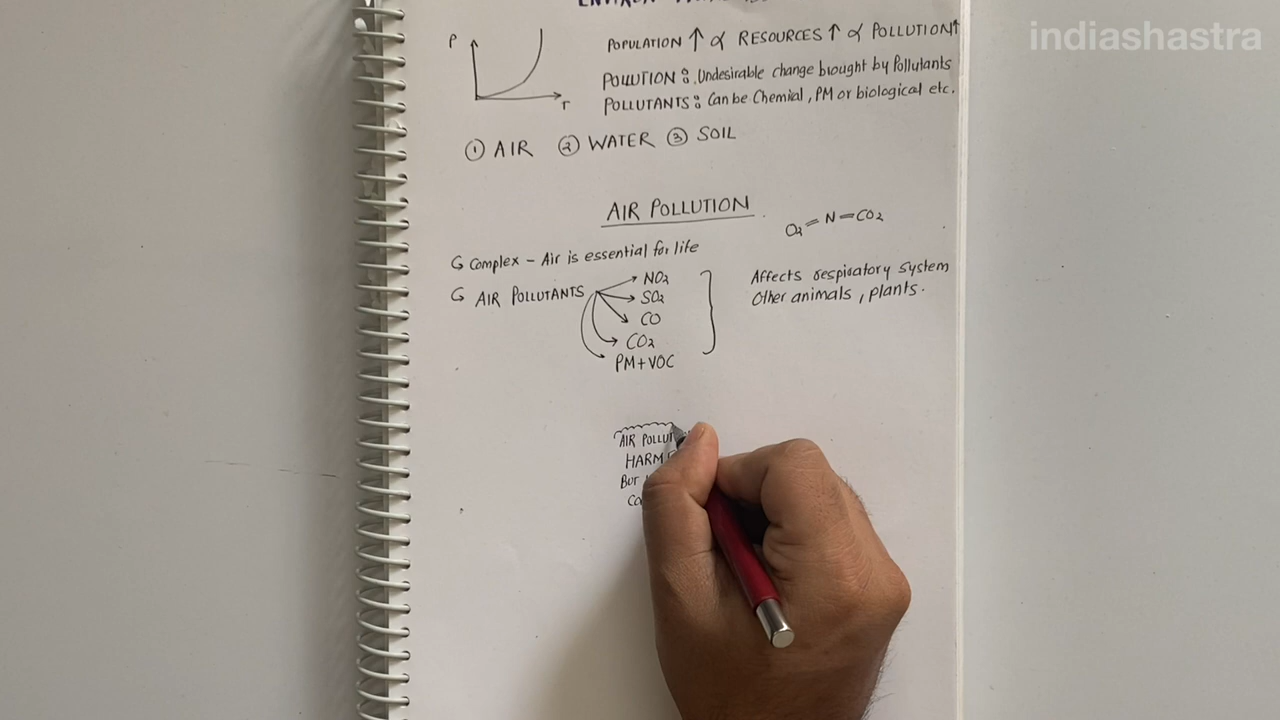 indiashastra
P
T
POPULATION ↑ ∝ RESOURCES ↑ ∝ POLLUTION↑
POLLUTION : Undesirable change brought by Pollutants
POLLUTANTS : Can be Chemial, PM or biological etc.
① AIR ② WATER ③ SOIL
AIR POLLUTION
O2 = N = CO2
Complex - Air is essential for life
AIR POLLUTANTS
NO2
SO2
CO
CO2
PM+VOC
Affects respiratory system
Other animals, plants.
AIR
HARM